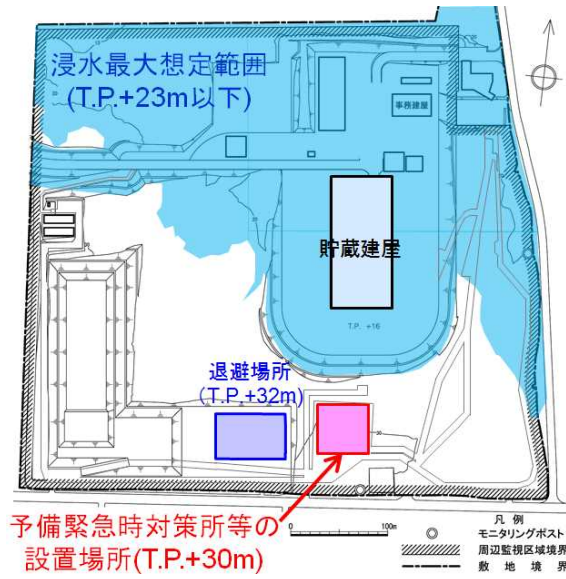 浸水最大想定範囲
(T.P.+23m以下)
事務建屋
貯蔵建屋
T.P. +16
退避場所
(T.P.+32m)
予備緊急時対策所等の
設置場所(T.P.+30m)
0 100m
凡 例
モニタリングポスト
周辺監視区域境界
敷 地 境 界